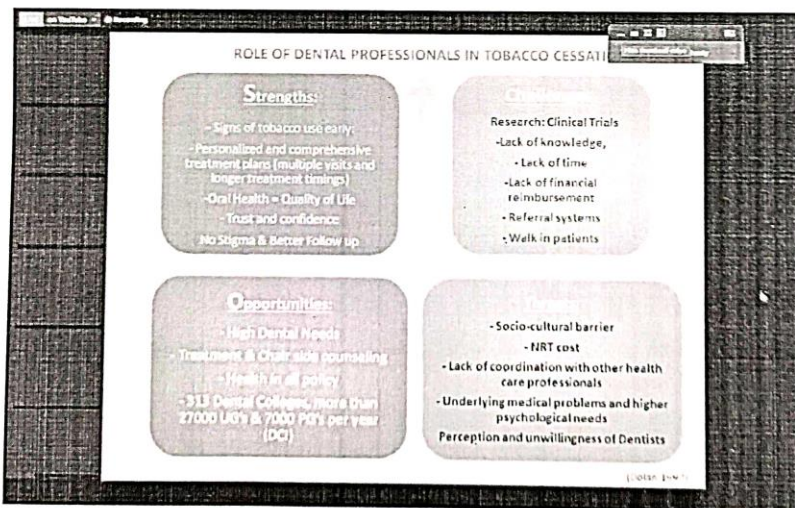 on YouTube
Recording
ROLE OF DENTAL PROFESSIONALS IN TOBACCO CESSATI
Strengths:
- Signs of tobacco use early;
-Personalized and comprehensive
treatment plans (multiple visits and
longer treatment timings)
-Oral Health = Quality of Life
- Trust and confidence
No Stigma & Better Follow up
Research: Clinical Trials
-Lack of knowledge,
- Lack of time
-Lack of financial
reimbursement
- Referral systems
- Walk in patients
Opportunities:
- High Dental Needs
- Treatment & Chair side counseling
- Health in all policy
- 313 Dental Colleges, more than
27000 UG's & 7000 PG's per year
(DCI)
- Socio-cultural barrier
- NRT cost
- Lack of coordination with other health
care professionals
- Underlying medical problems and higher
psychological needs
Perception and unwillingness of Dentists